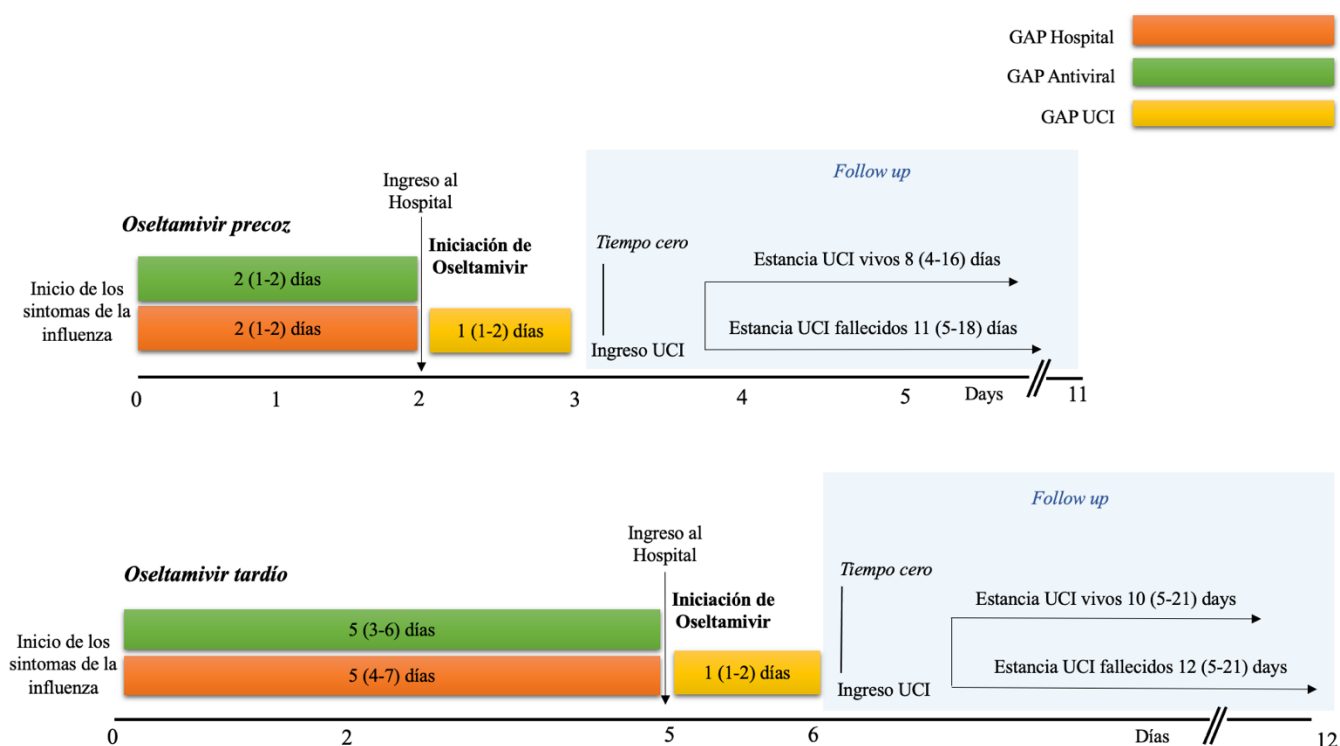 GAP Hospital
GAP Antiviral
GAP UCI
Follow up
Ingreso al
Hospital
Oseltamivir precoz
Iniciación de
Oseltamivir
Tiempo cero
Inicio de los
sintomas de la
influenza
2 (1-2) días
2 (1-2) días
1 (1-2) días
Estancia UCI vivos 8 (4-16) días
Estancia UCI fallecidos 11 (5-18) días
Ingreso UCI
0 1 2 3 4 5 Days 11
Follow up
Ingreso al
Hospital
Oseltamivir tardío
Iniciación de
Oseltamivir
Tiempo cero
Inicio de los
sintomas de la
influenza
5 (3-6) días
5 (4-7) días
1 (1-2) días
Estancia UCI vivos 10 (5-21) days
Estancia UCI fallecidos 12 (5-21) days
Ingreso UCI
0 2 5 6 Días 12